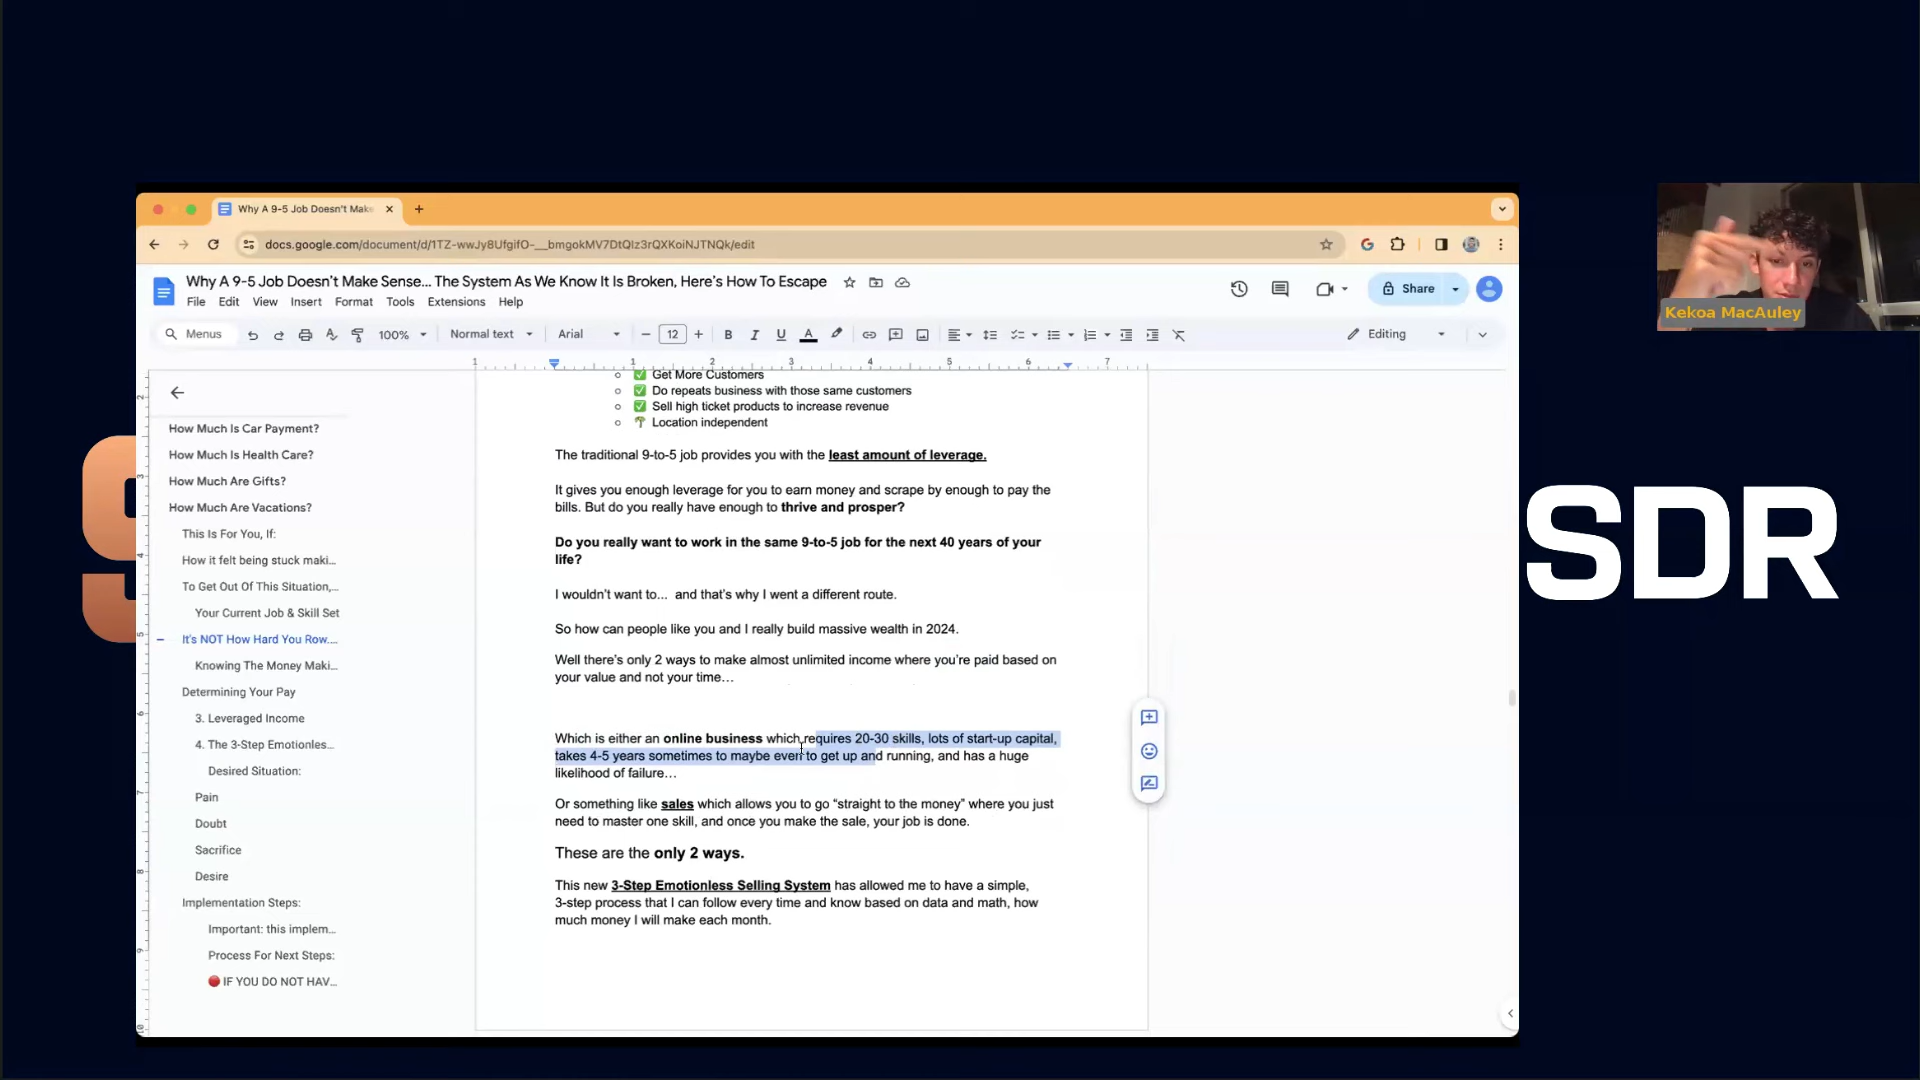 Why A 9-5 Job Doesn't Make
docs.google.com/document/d/1TZ-wwJy8UfgifO-__bmgokMV7DtQIz3rQXKoiNJTNQk/edit
Why A 9-5 Job Doesn't Make Sense... The System As We Know It Is Broken, Here's How To Escape
File Edit View Insert Format Tools Extensions Help
Share
Menus
100%
Normal text
Arial
12
Editing
Kekoa MacAuley
1 1 2 3 4 5 6 7
2
3
4
5
6
7
8
9
10
How Much Is Car Payment?
How Much Is Health Care?
How Much Are Gifts?
How Much Are Vacations?
This Is For You, If:
How it felt being stuck maki...
To Get Out Of This Situation,...
Your Current Job & Skill Set
It's NOT How Hard You Row....
Knowing The Money Maki...
Determining Your Pay
3. Leveraged Income
4. The 3-Step Emotionles...
Desired Situation:
Pain
Doubt
Sacrifice
Desire
Implementation Steps:
Important: this implem...
Process For Next Steps:
🔴 IF YOU DO NOT HAV...
✅ Get More Customers
✅ Do repeats business with those same customers
✅ Sell high ticket products to increase revenue
🌴 Location independent
The traditional 9-to-5 job provides you with the least amount of leverage.
It gives you enough leverage for you to earn money and scrape by enough to pay the
bills. But do you really have enough to thrive and prosper?
Do you really want to work in the same 9-to-5 job for the next 40 years of your
life?
I wouldn't want to... and that's why I went a different route.
So how can people like you and I really build massive wealth in 2024.
Well there's only 2 ways to make almost unlimited income where you're paid based on
your value and not your time…
Which is either an online business which requires 20-30 skills, lots of start-up capital,
takes 4-5 years sometimes to maybe even to get up and running, and has a huge
likelihood of failure…
Or something like sales which allows you to go “straight to the money” where you just
need to master one skill, and once you make the sale, your job is done.
These are the only 2 ways.
This new 3-Step Emotionless Selling System has allowed me to have a simple,
3-step process that I can follow every time and know based on data and math, how
much money I will make each month.
SDR